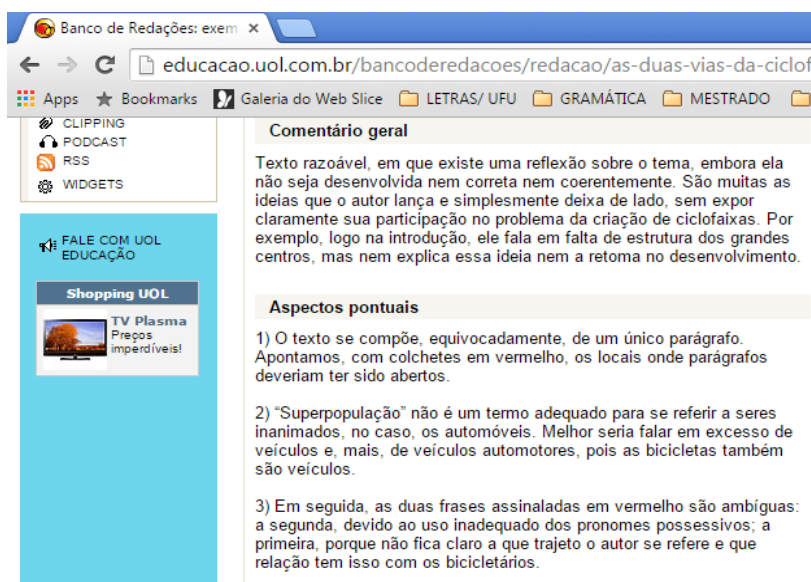 Banco de Redações: exem
educacao.uol.com.br/bancoderedacoes/redacao/as-duas-vias-da-ciclof
Apps Bookmarks Galeria do Web Slice LETRAS/ UFU GRAMÁTICA MESTRADO
CLIPPING
PODCAST
RSS
WIDGETS
FALE COM UOL
EDUCAÇÃO
Shopping UOL
TV Plasma
Preços
imperdíveis!
Comentário geral
Texto razoável, em que existe uma reflexão sobre o tema, embora ela
não seja desenvolvida nem correta nem coerentemente. São muitas as
ideias que o autor lança e simplesmente deixa de lado, sem expor
claramente sua participação no problema da criação de ciclofaixas. Por
exemplo, logo na introdução, ele fala em falta de estrutura dos grandes
centros, mas nem explica essa ideia nem a retoma no desenvolvimento.
Aspectos pontuais
1) O texto se compõe, equivocadamente, de um único parágrafo.
Apontamos, com colchetes em vermelho, os locais onde parágrafos
deveriam ter sido abertos.
2) “Superpopulação” não é um termo adequado para se referir a seres
inanimados, no caso, os automóveis. Melhor seria falar em excesso de
veículos e, mais, de veículos automotores, pois as bicicletas também
são veículos.
3) Em seguida, as duas frases assinaladas em vermelho são ambíguas:
a segunda, devido ao uso inadequado dos pronomes possessivos; a
primeira, porque não fica claro a que trajeto o autor se refere e que
relação tem isso com os bicicletários.